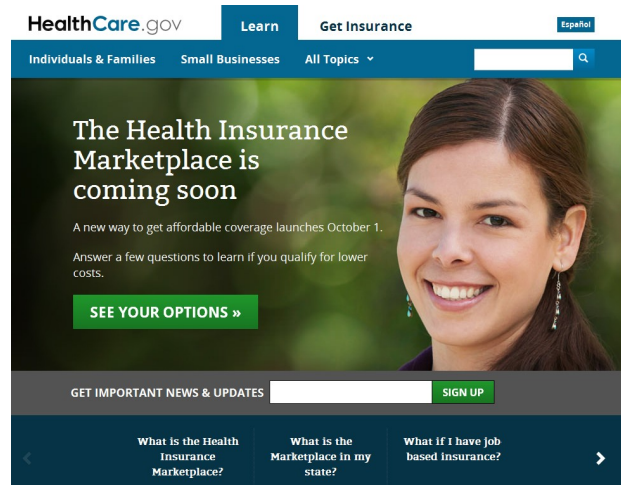 HealthCare.gov
Learn
Get Insurance
Español
Individuals & Families
Small Businesses
All Topics
The Health Insurance
Marketplace is
coming soon
A new way to get affordable coverage launches October 1.
Answer a few questions to learn if you qualify for lower
costs.
SEE YOUR OPTIONS »
GET IMPORTANT NEWS & UPDATES
SIGN UP
What is the Health
Insurance
Marketplace?
What is the
Marketplace in my
state?
What if I have job
based insurance?